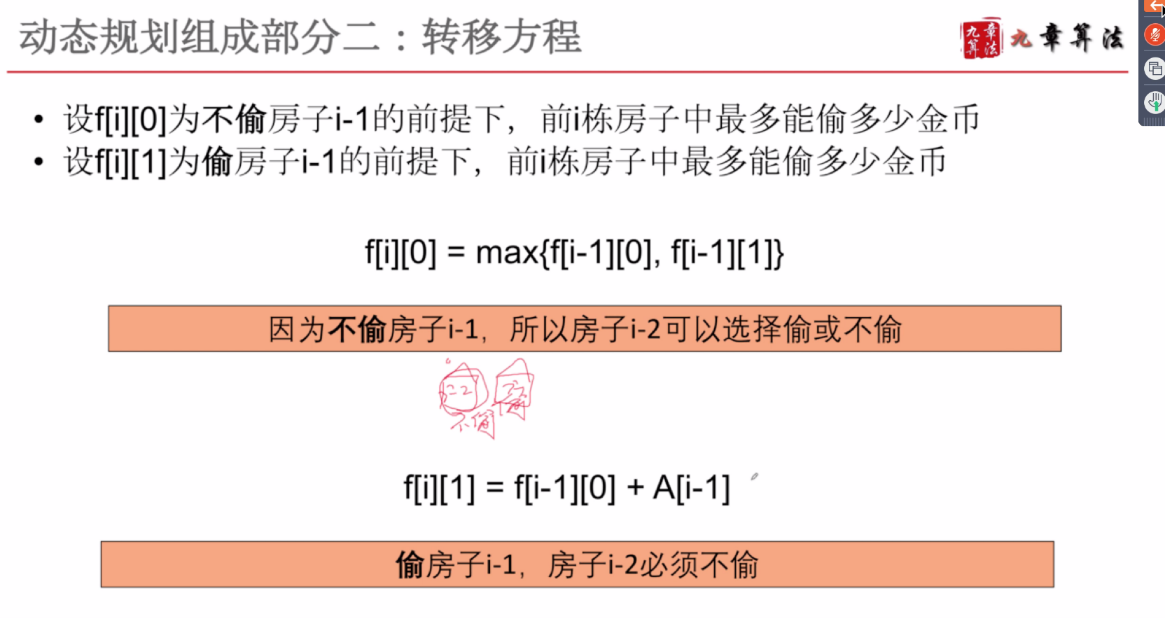 动态规划组成部分二：转移方程
九章算法 九章算法
• 设f[i][0]为不偷房子i-1的前提下，前i栋房子中最多能偷多少金币
• 设f[i][1]为偷房子i-1的前提下，前i栋房子中最多能偷多少金币
f[i][0] = max{f[i-1][0], f[i-1][1]}
因为不偷房子i-1，所以房子i-2可以选择偷或不偷
不偷 偷
f[i][1] = f[i-1][0] + A[i-1]
偷房子i-1，房子i-2必须不偷